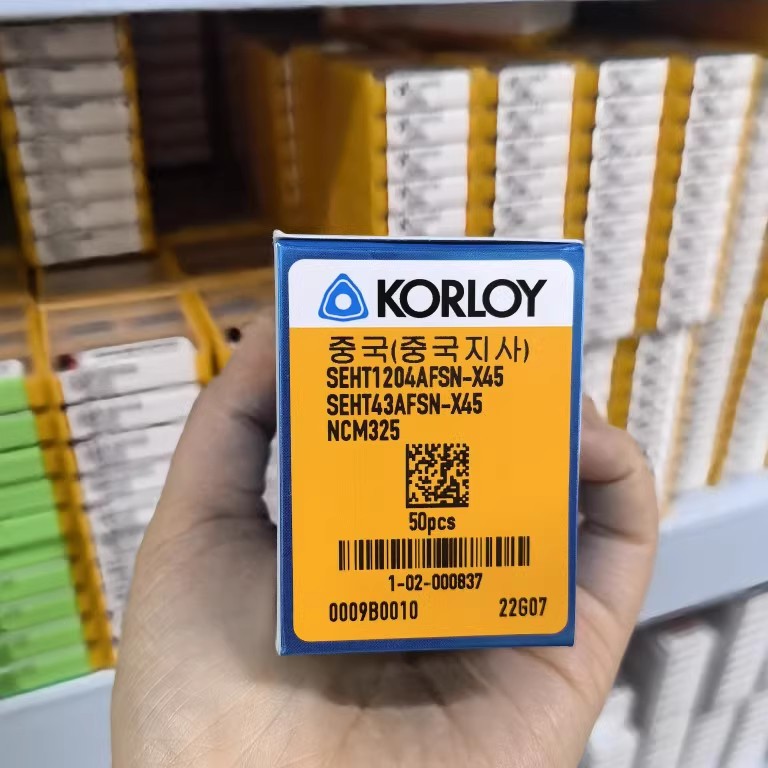 KORLOY
중국(중국지사)
SEHT1204AFSN-X45
SEHT43AFSN-X45
NCM325
50pcs
1-02-000837
0009B0010 22G07